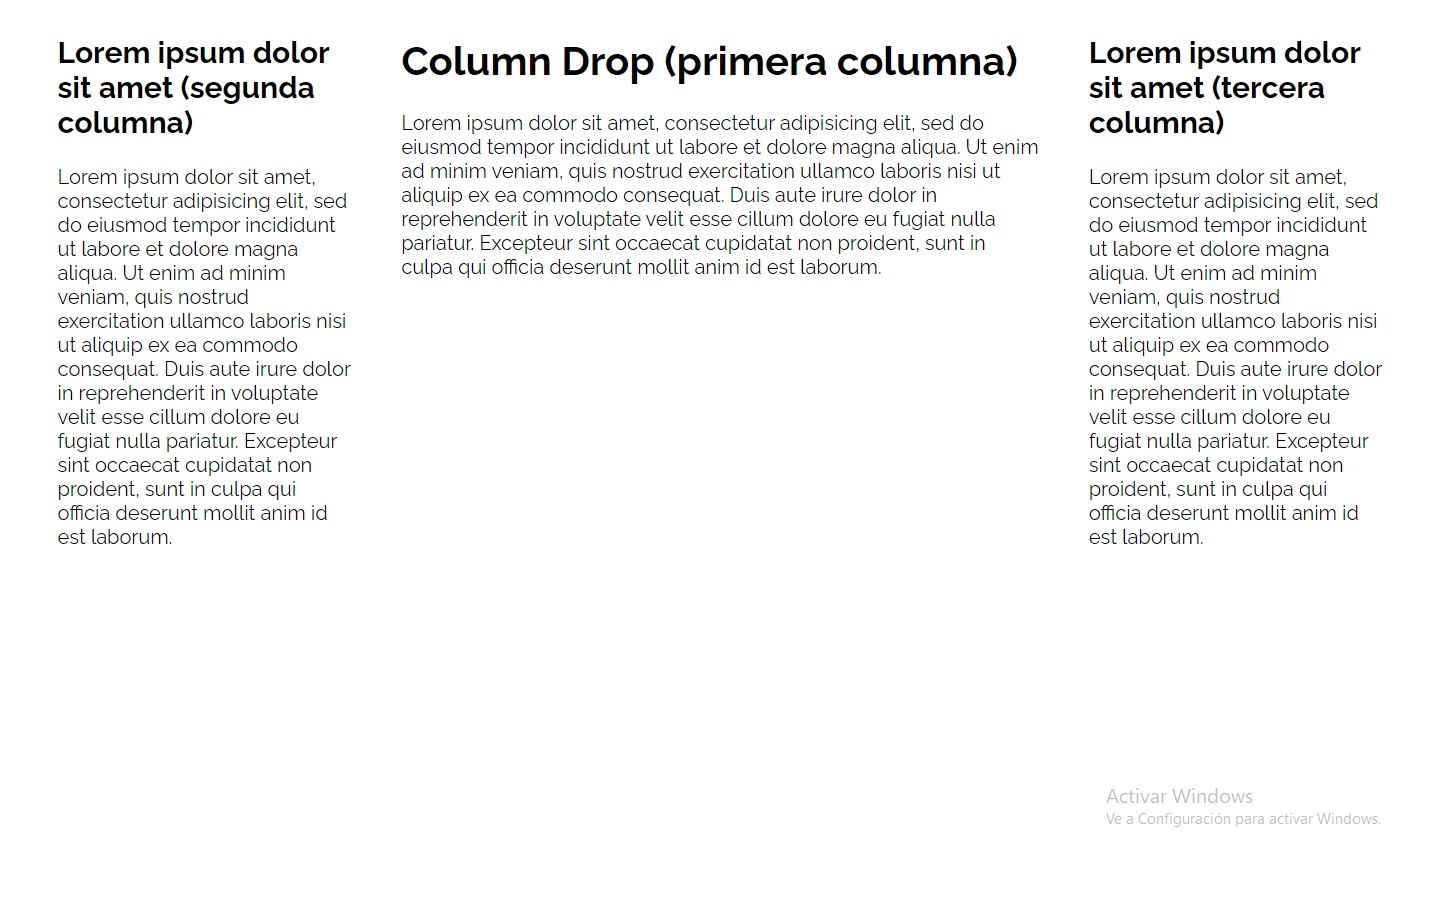 Lorem ipsum dolor
sit amet (segunda
columna)
Lorem ipsum dolor sit amet,
consectetur adipisicing elit, sed
do eiusmod tempor incididunt
ut labore et dolore magna
aliqua. Ut enim ad minim
veniam, quis nostrud
exercitation ullamco laboris nisi
ut aliquip ex ea commodo
consequat. Duis aute irure dolor
in reprehenderit in voluptate
velit esse cillum dolore eu
fugiat nulla pariatur. Excepteur
sint occaecat cupidatat non
proident, sunt in culpa qui
officia deserunt mollit anim id
est laborum.
Column Drop (primera columna)
Lorem ipsum dolor sit amet, consectetur adipisicing elit, sed do
eiusmod tempor incididunt ut labore et dolore magna aliqua. Ut enim
ad minim veniam, quis nostrud exercitation ullamco laboris nisi ut
aliquip ex ea commodo consequat. Duis aute irure dolor in
reprehenderit in voluptate velit esse cillum dolore eu fugiat nulla
pariatur. Excepteur sint occaecat cupidatat non proident, sunt in
culpa qui officia deserunt mollit anim id est laborum.
Lorem ipsum dolor
sit amet (tercera
columna)
Lorem ipsum dolor sit amet,
consectetur adipisicing elit, sed
do eiusmod tempor incididunt
ut labore et dolore magna
aliqua. Ut enim ad minim
veniam, quis nostrud
exercitation ullamco laboris nisi
ut aliquip ex ea commodo
consequat. Duis aute irure dolor
in reprehenderit in voluptate
velit esse cillum dolore eu
fugiat nulla pariatur. Excepteur
sint occaecat cupidatat non
proident, sunt in culpa qui
officia deserunt mollit anim id
est laborum.
Activar Windows
Ve a Configuración para activar Windows.